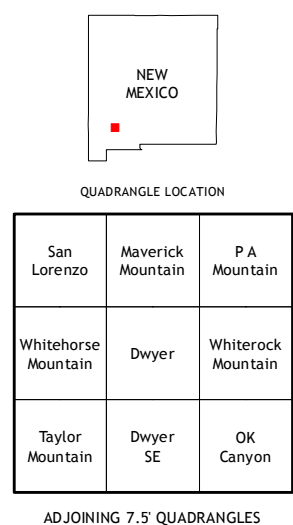 NEW
MEXICO
QUADRANGLE LOCATION
San
Lorenzo
Maverick
Mountain
P A
Mountain
Whitehorse
Mountain
Dwyer
Whiterock
Mountain
Taylor
Mountain
Dwyer
SE
OK
Canyon
ADJOINING 7.5' QUADRANGLES